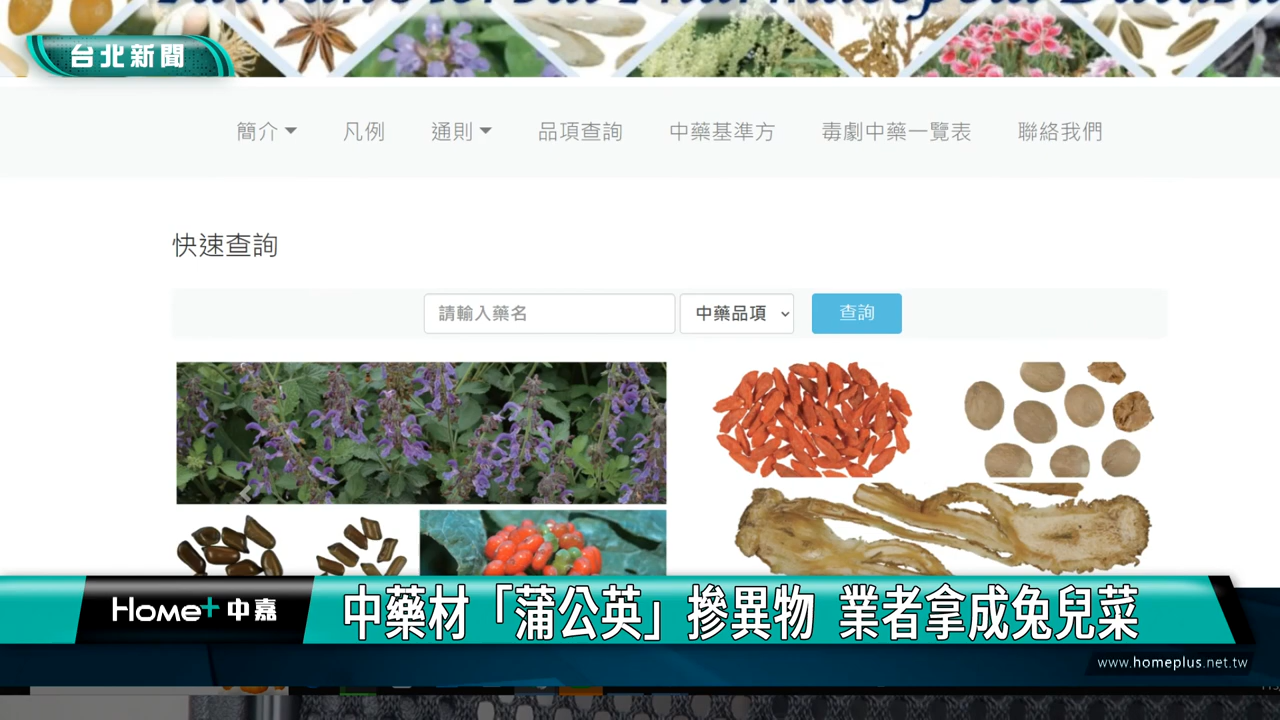 台北新聞
簡介 凡例 通則 品項查詢 中藥基準方 毒劇中藥一覽表 聯絡我們
快速查詢
請輸入藥名 中藥品項 查詢
Home+中嘉
中藥材「蒲公英」摻異物 業者拿成兔兒菜
www.homeplus.net.tw